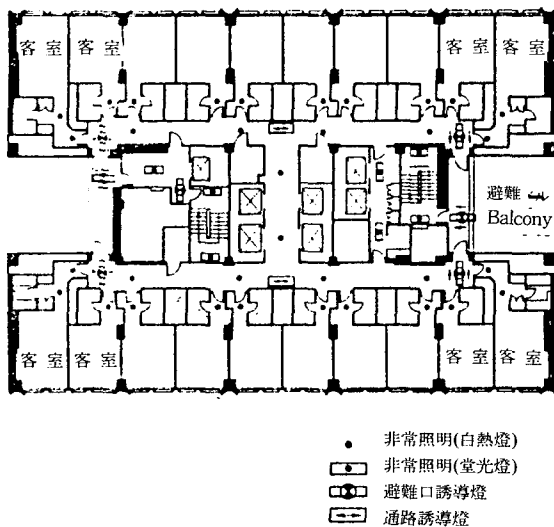 客室 客室 客室 客室
避難
Balcony
客室 客室 客室 客室
非常照明(白熱燈)
非常照明(堂光燈)
避難口誘導燈
通路誘導燈